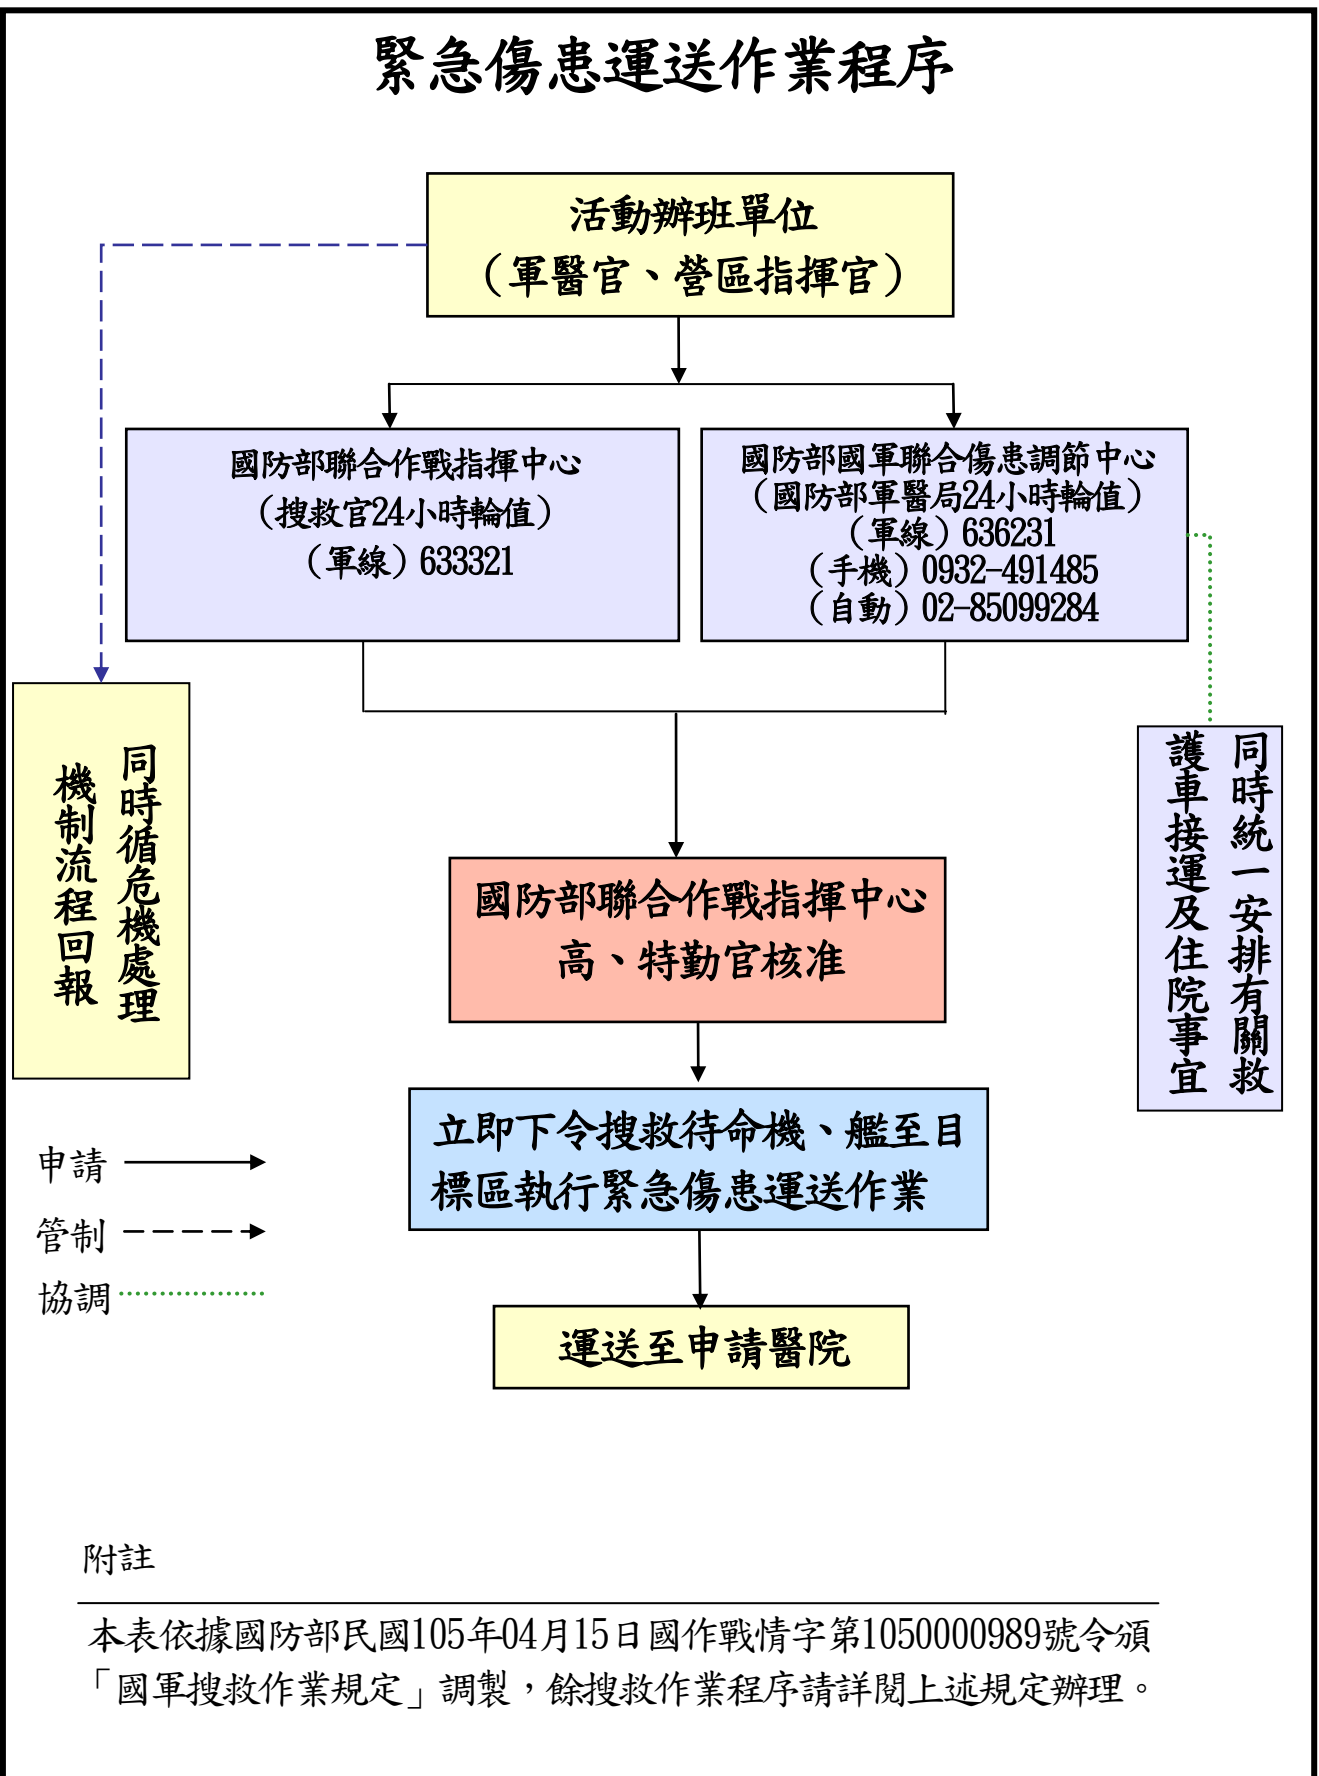 緊急傷患運送作業程序
活動辦班單位
（軍醫官、營區指揮官）
國防部聯合作戰指揮中心
（搜救官24小時輪值）
（軍線）633321
國防部國軍聯合傷患調節中心
（國防部軍醫局24小時輪值）
（軍線）636231
（手機）0932-491485
（自動）02-85099284
同時循危機處理
機制流程回報
同時統一安排有關救
護車接運及住院事宜
國防部聯合作戰指揮中心
高、特勤官核准
立即下令搜救待命機、艦至目
標區執行緊急傷患運送作業
運送至申請醫院
申請
管制
協調
附註
本表依據國防部民國105年04月15日國作戰情字第1050000989號令頒
「國軍搜救作業規定」調製，餘搜救作業程序請詳閱上述規定辦理。